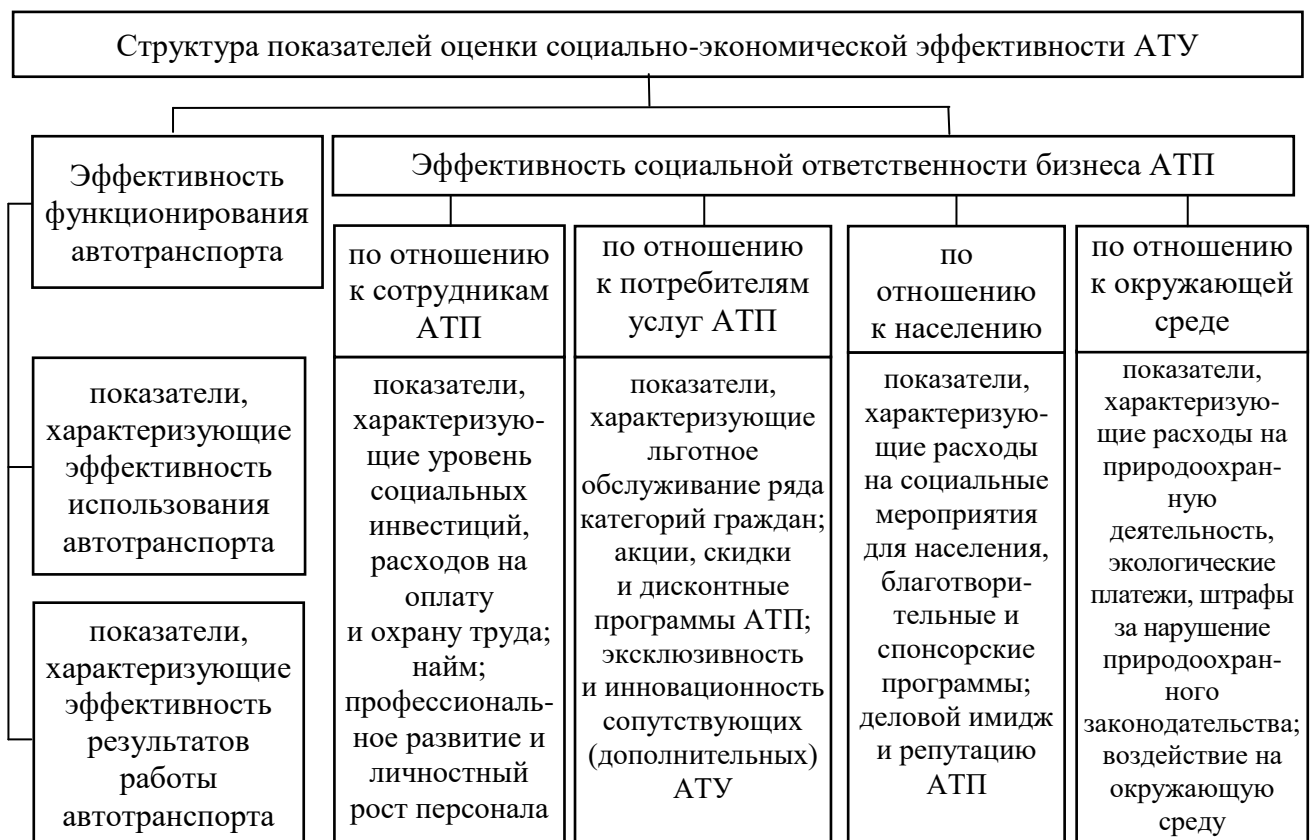 Структура показателей оценки социально-экономической эффективности АТУ
Эффективность
функционирования
автотранспорта
показатели,
характеризующие
эффективность
использования
автотранспорта
показатели,
характеризующие
эффективность
результатов
работы
автотранспорта
Эффективность социальной ответственности бизнеса АТП
по отношению
к сотрудникам
АТП
показатели,
характеризую-
щие уровень
социальных
инвестиций,
расходов на
оплату
и охрану труда;
найм;
профессиональ-
ное развитие и
личностный
рост персонала
по отношению
к потребителям
услуг АТП
показатели,
характеризующие
льготное
обслуживание ряда
категорий граждан;
акции, скидки
и дисконтные
программы АТП;
эксклюзивность
и инновационность
сопутствующих
(дополнительных)
АТУ
по
отношению
к населению
показатели,
характеризую-
щие расходы
на социальные
мероприятия
для населения,
благотвори-
тельные и
спонсорские
программы;
деловой имидж
и репутацию
АТП
по отношению
к окружающей
среде
показатели,
характеризую-
щие расходы на
природоохран-
ную
деятельность,
экологические
платежи, штрафы
за нарушение
природоохран-
ного
законодательства;
воздействие на
окружающую
среду